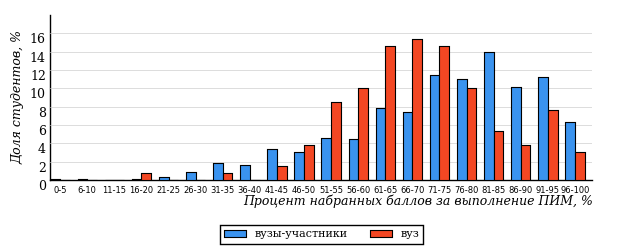 Доля студентов, %
16
14
12
10
8
6
4
2
0
0-5 6-10 11-15 16-20 21-25 26-30 31-35 36-40 41-45 46-50 51-55 56-60 61-65 66-70 71-75 76-80 81-85 86-90 91-95 96-100
Процент набранных баллов за выполнение ПИМ, %
вузы-участники вуз